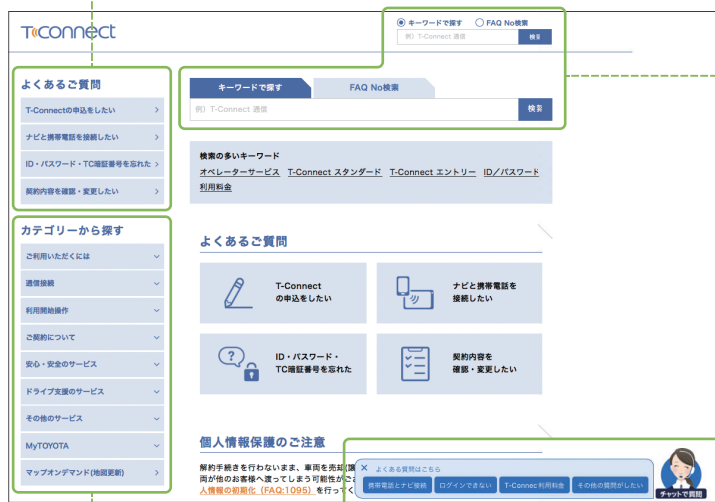 T-CONNECT
キーワードで探す FAQ No検索
例）T-Connect 通信 検索
よくあるご質問
T-Connectの申込をしたい
ナビと携帯電話を接続したい
ID・パスワード・TC暗証番号を忘れた
契約内容を確認・変更したい
カテゴリーから探す
ご利用いただくには
通信接続
利用開始操作
ご契約について
安心・安全のサービス
ドライブ支援のサービス
その他のサービス
MyTOYOTA
マップオンデマンド(地図更新)
キーワードで探す FAQ No検索
例）T-Connect 通信 検索
検索の多いキーワード
オペレーターサービス T-Connect スタンダード T-Connect エントリー ID／パスワード
利用料金
よくあるご質問
T-Connect
の申込をしたい
ナビと携帯電話を
接続したい
ID・パスワード・
TC暗証番号を忘れた
契約内容を
確認・変更したい
個人情報保護のご注意
解約手続きを行わないまま、車両を売却(譲
両が他のお客様へ渡ってしまう可能性がご
人情報の初期化（FAQ:1095）を行ってく
よくある質問はこちら
携帯電話とナビ接続 ログインできない T-Connec利用料金 その他の質問がしたい
チャットで質問